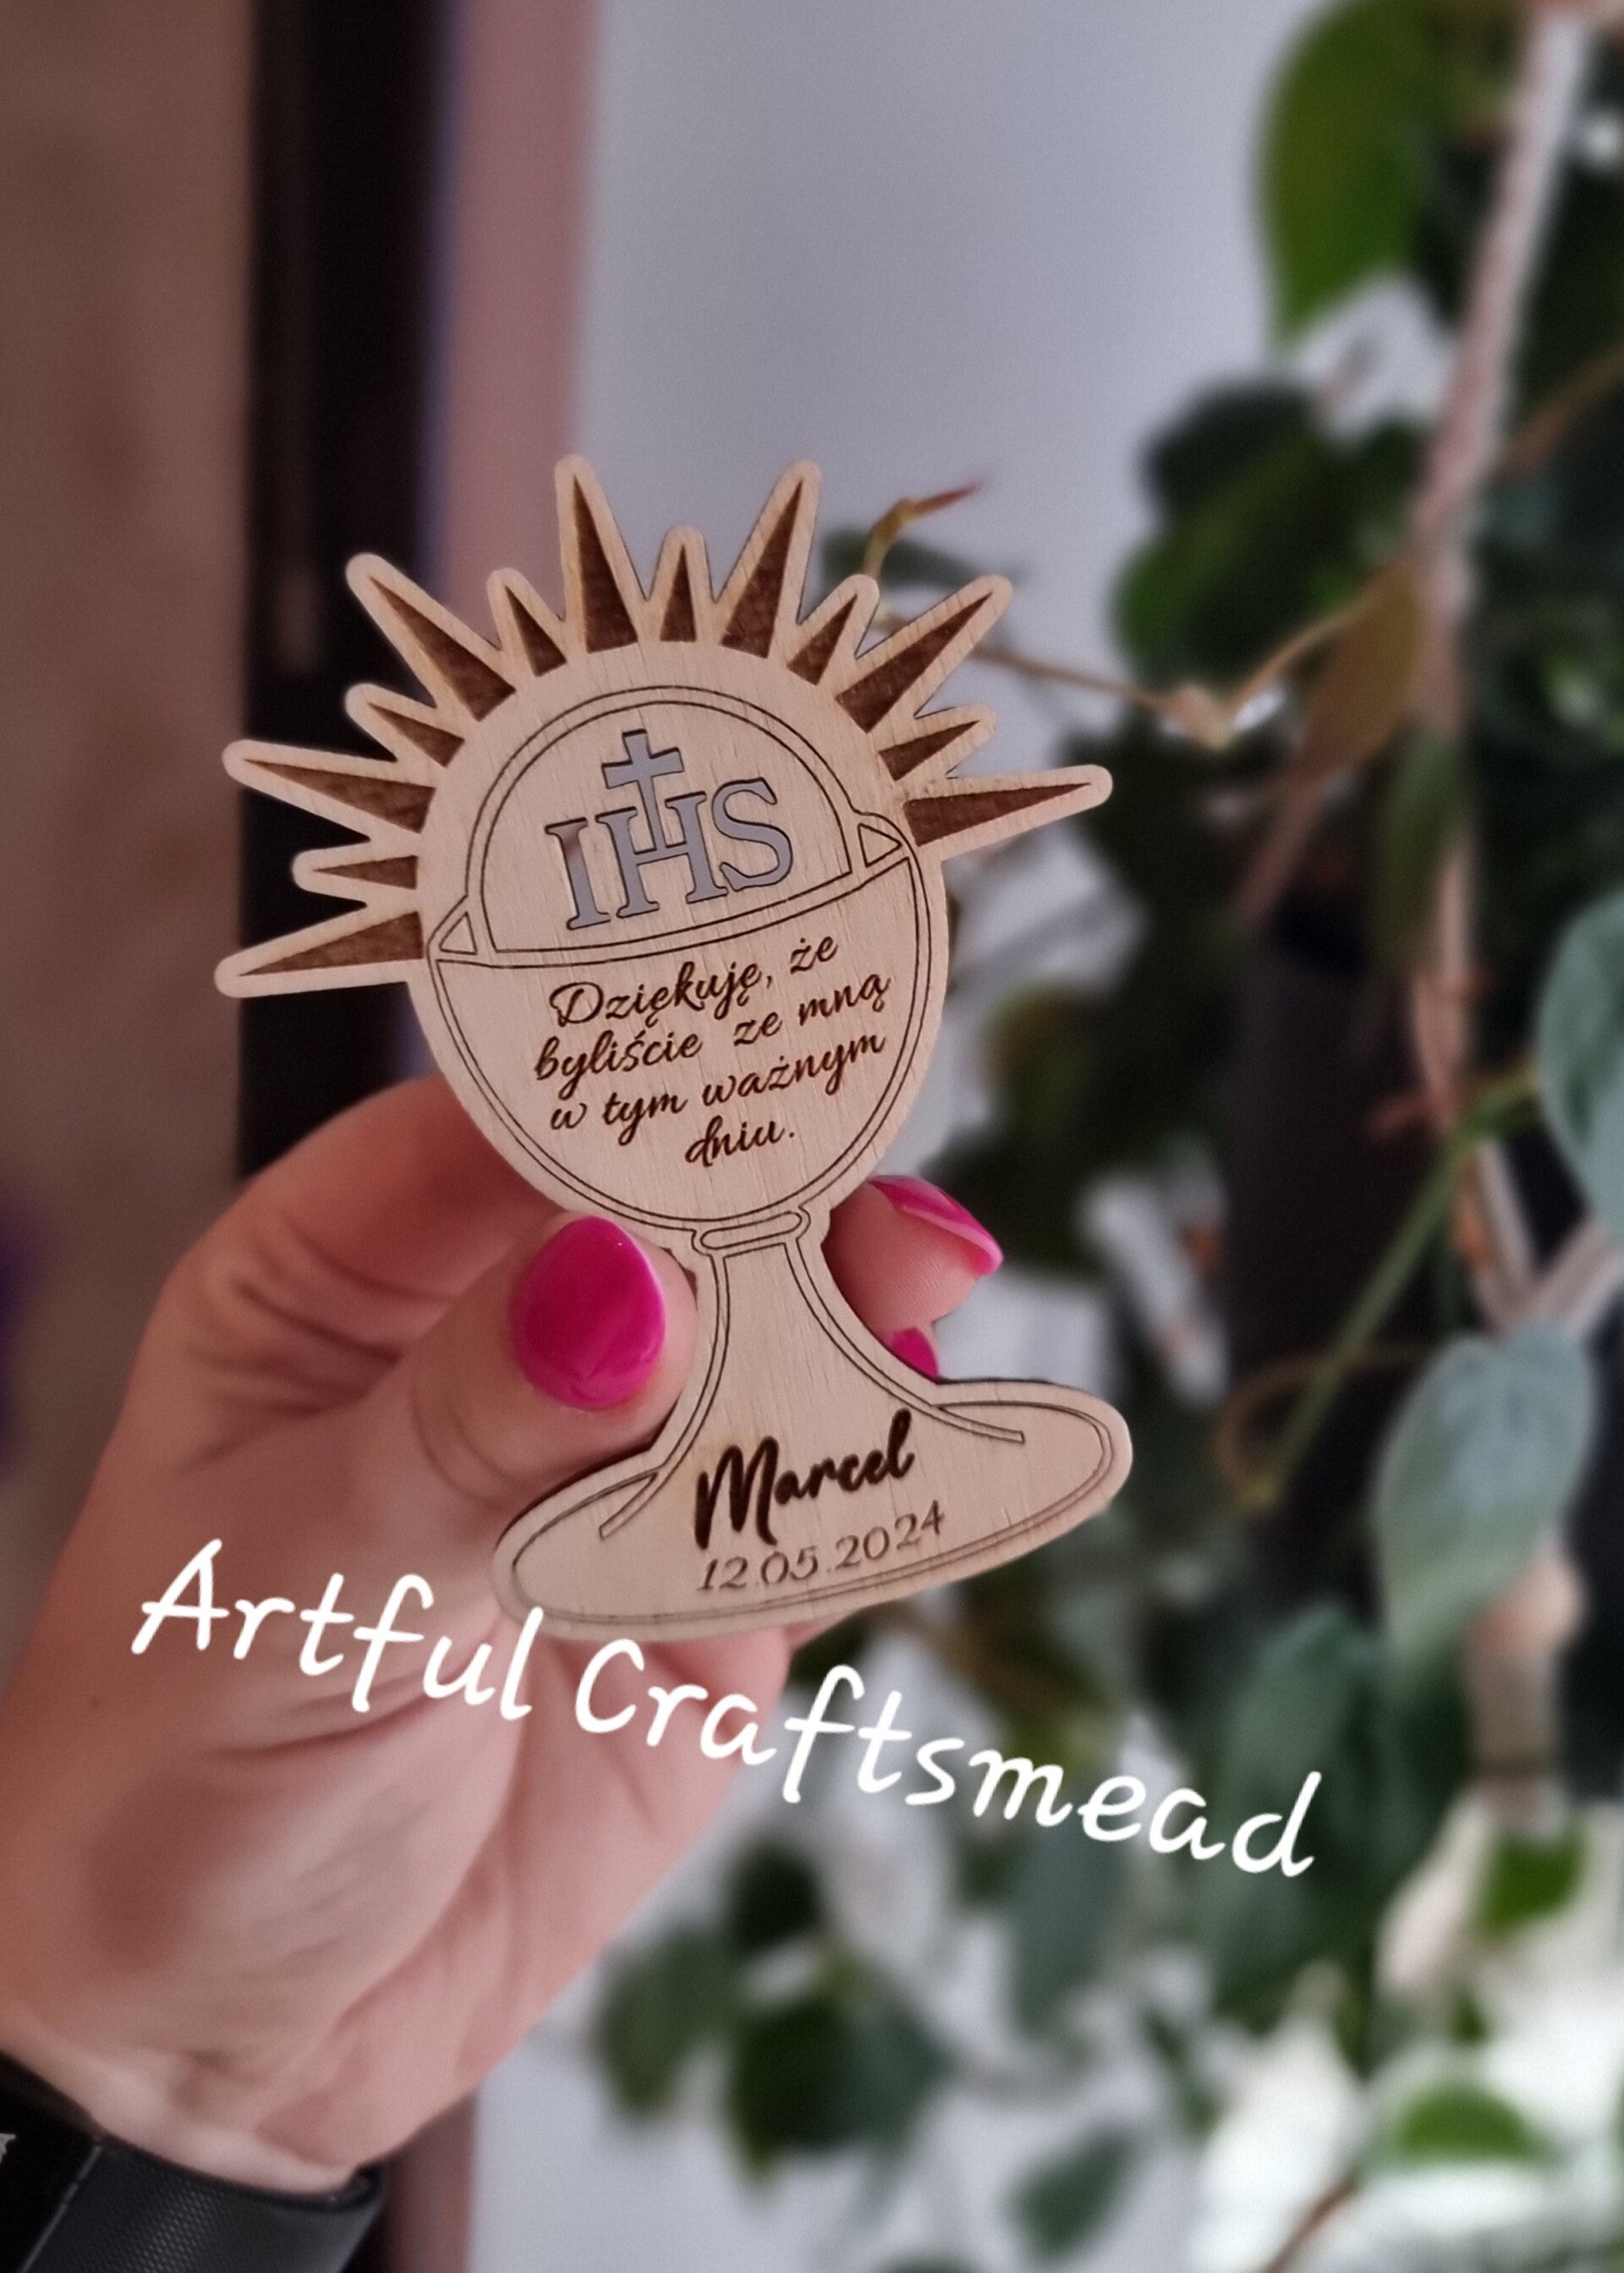 IHS
Dziękuję, że
byliście ze mną
w tym ważnym
dniu.
Marcel
12.05.2024
Artful Craftsmead